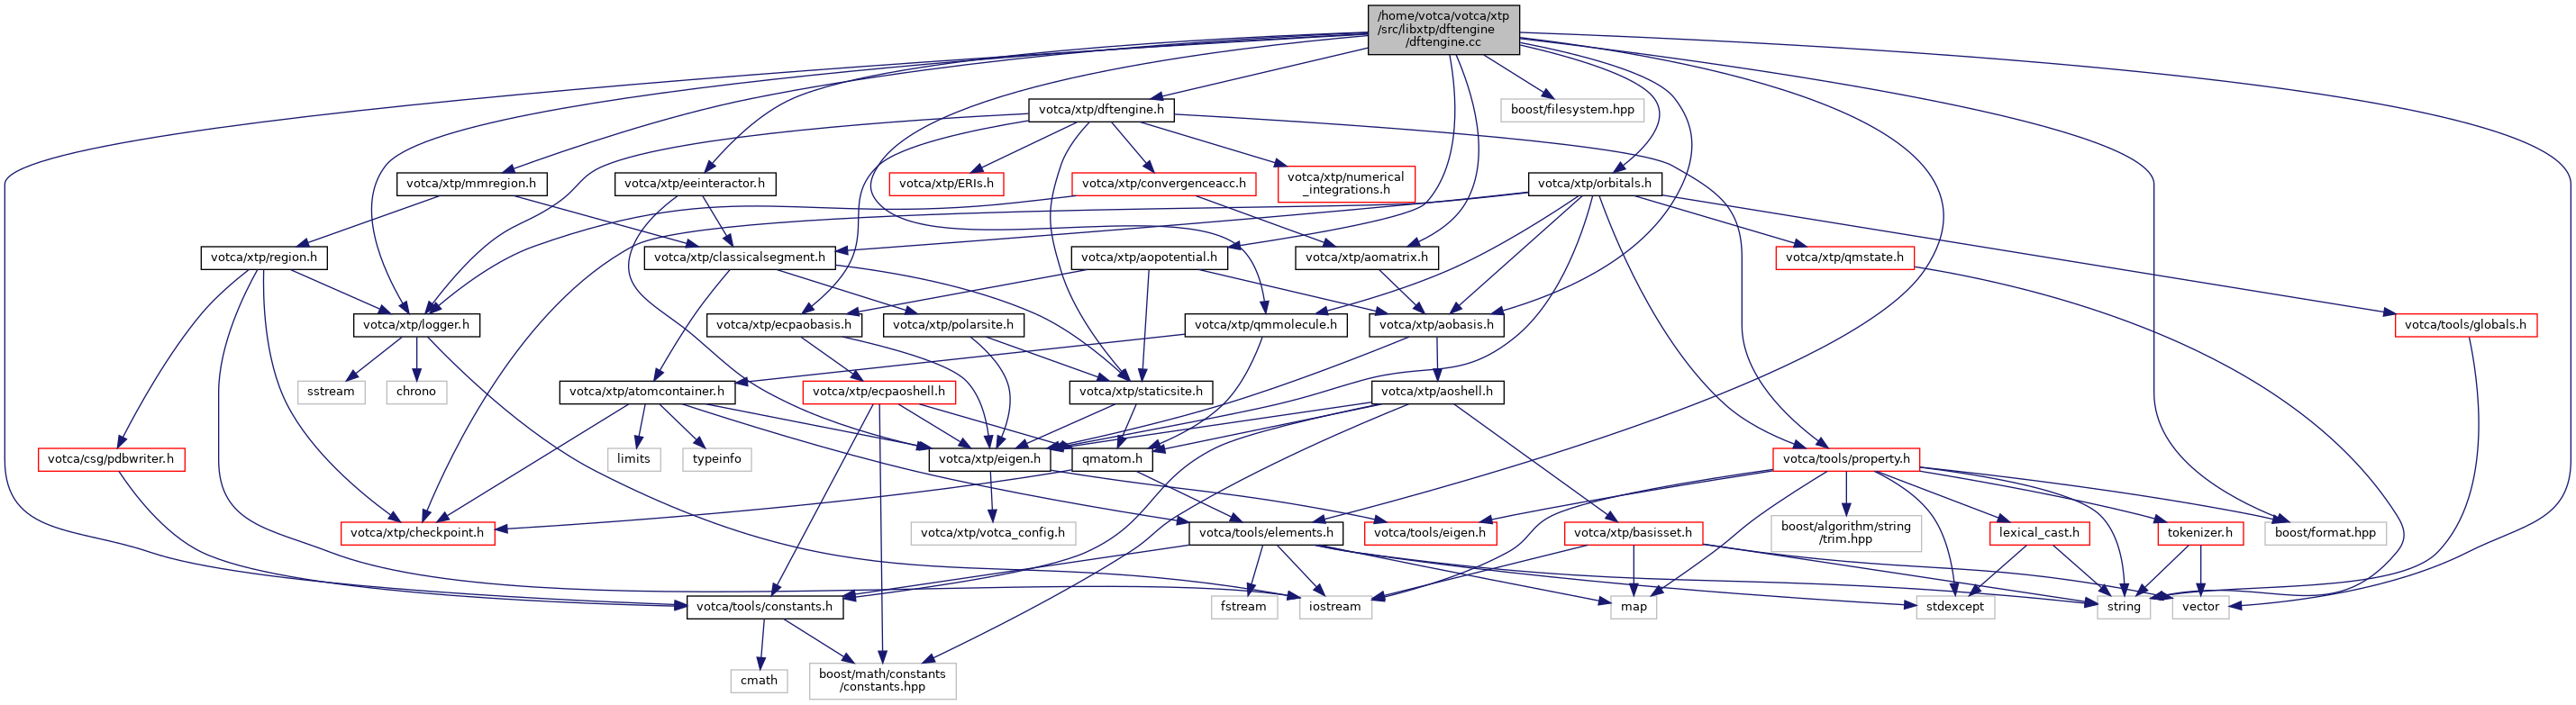 /home/votca/votca/xtp
/src/libxtp/dftengine
/dftengine.cc
votca/xtp/dftengine.h
boost/filesystem.hpp
votca/xtp/mmregion.h
votca/xtp/eeinteractor.h
votca/xtp/ERIs.h
votca/xtp/convergenceacc.h
votca/xtp/numerical
_integrations.h
votca/xtp/orbitals.h
votca/xtp/region.h
votca/xtp/classicalsegment.h
votca/xtp/aopotential.h
votca/xtp/aomatrix.h
votca/xtp/qmstate.h
votca/xtp/logger.h
votca/xtp/ecpaobasis.h
votca/xtp/polarsite.h
votca/xtp/qmmolecule.h
votca/xtp/aobasis.h
votca/tools/globals.h
sstream
chrono
votca/xtp/atomcontainer.h
votca/xtp/ecpaoshell.h
votca/xtp/staticsite.h
votca/xtp/aoshell.h
votca/csg/pdbwriter.h
limits
typeinfo
votca/xtp/eigen.h
qmatom.h
votca/tools/property.h
votca/xtp/checkpoint.h
votca/xtp/votca_config.h
votca/tools/elements.h
votca/tools/eigen.h
votca/xtp/basisset.h
boost/algorithm/string
/trim.hpp
lexical_cast.h
tokenizer.h
boost/format.hpp
votca/tools/constants.h
fstream
iostream
map
stdexcept
string
vector
cmath
boost/math/constants
/constants.hpp